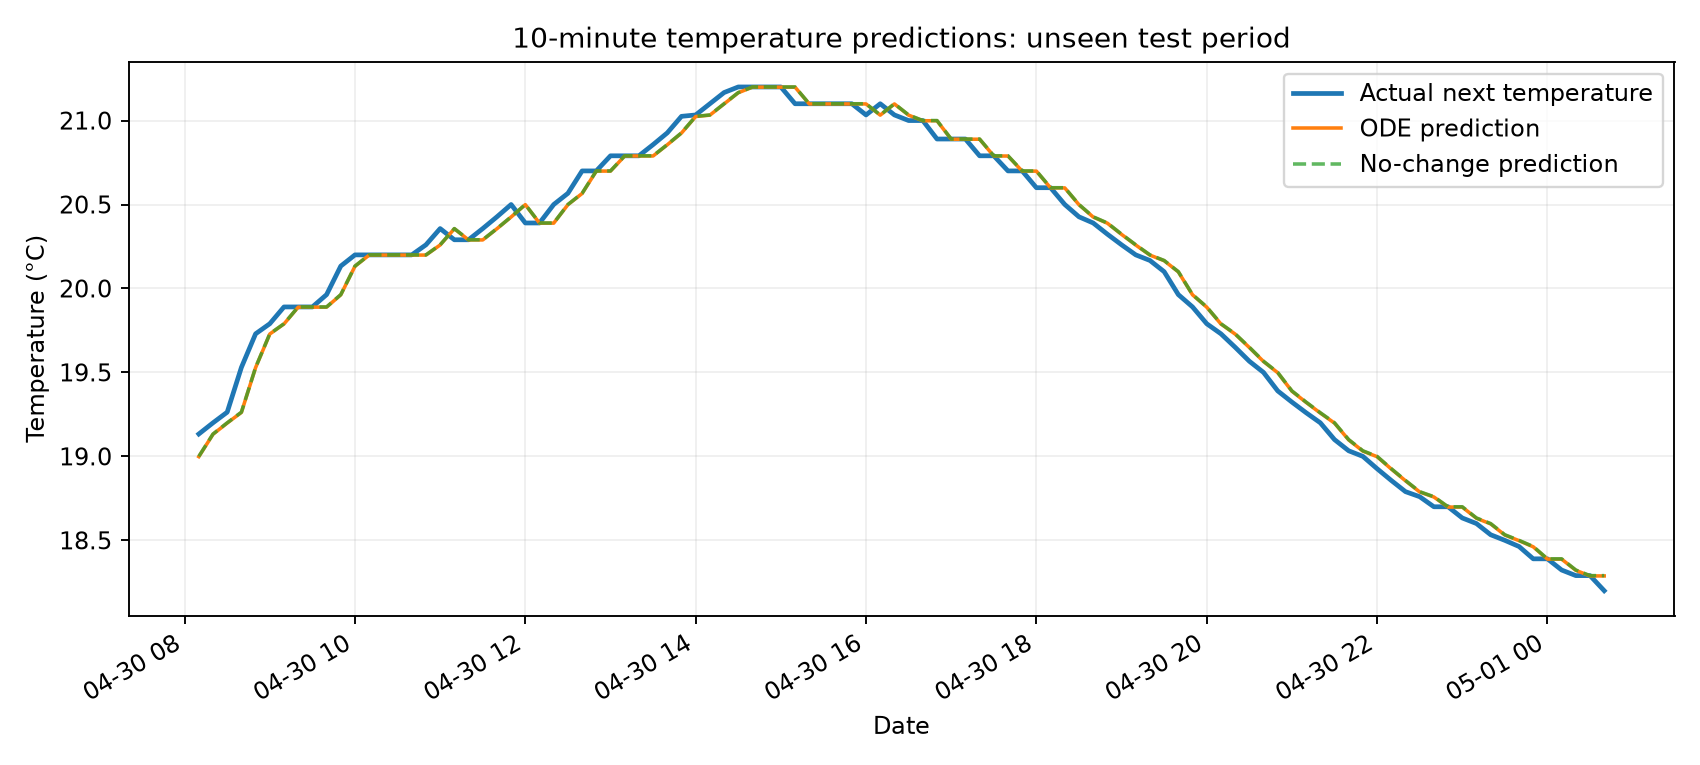 10-minute temperature predictions: unseen test period
Actual next temperature
ODE prediction
No-change prediction
Temperature (°C)
21.0
20.5
20.0
19.5
19.0
18.5
04-30 08
04-30 10
04-30 12
04-30 14
04-30 16
04-30 18
04-30 20
04-30 22
05-01 00
Date